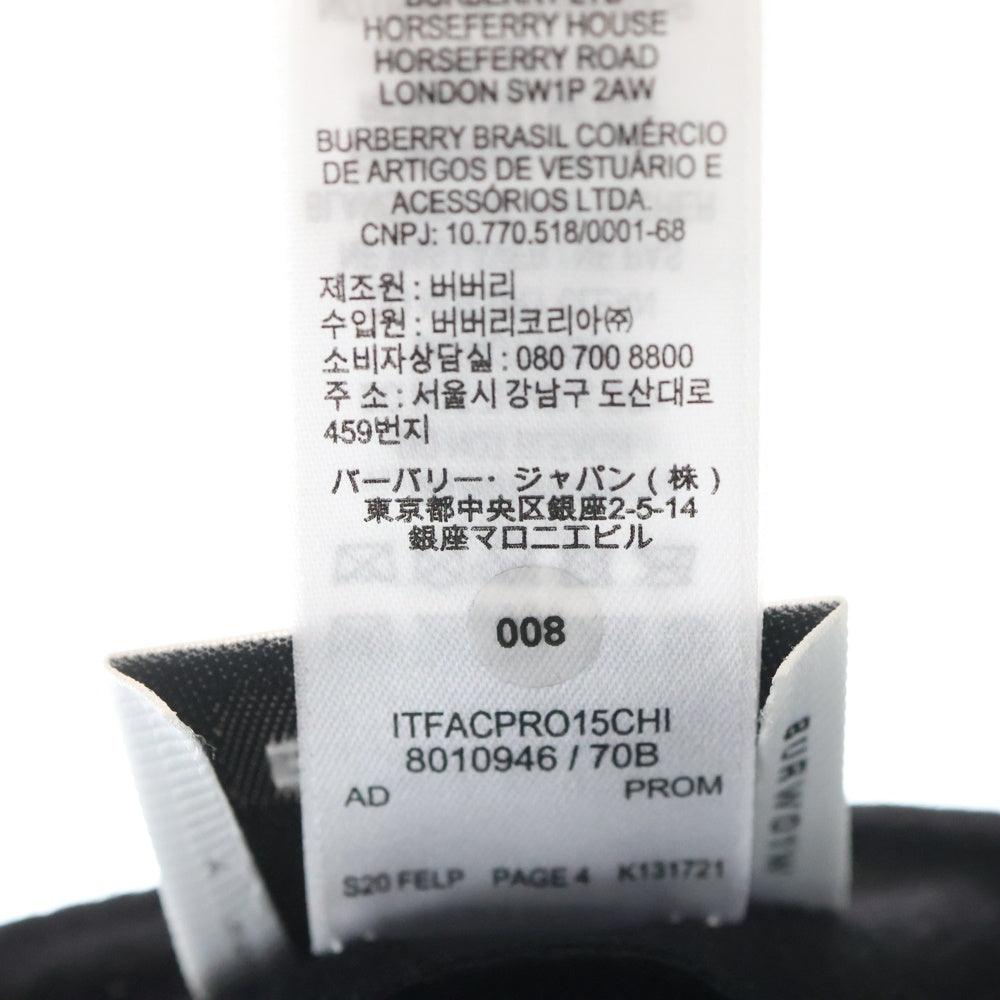 HORSEFERRY HOUSE
HORSEFERRY ROAD
LONDON SW1P 2AW
BURBERRY BRASIL COMÉRCIO
DE ARTIGOS DE VESTUÁRIO E
ACESSÓRIOS LTDA.
CNPJ: 10.770.518/0001-68
제조원 : 버버리
수입원 : 버버리코리아㈜
소비자상담실 : 080 700 8800
주 소 : 서울시 강남구 도산대로
459번지
バーバリー・ジャパン ( 株 )
東京都中央区銀座2-5-14
銀座マロニエビル
008
ITFACPRO15CHI
8010946 / 70B
AD PROM
S20 FELP PAGE 4 K131721